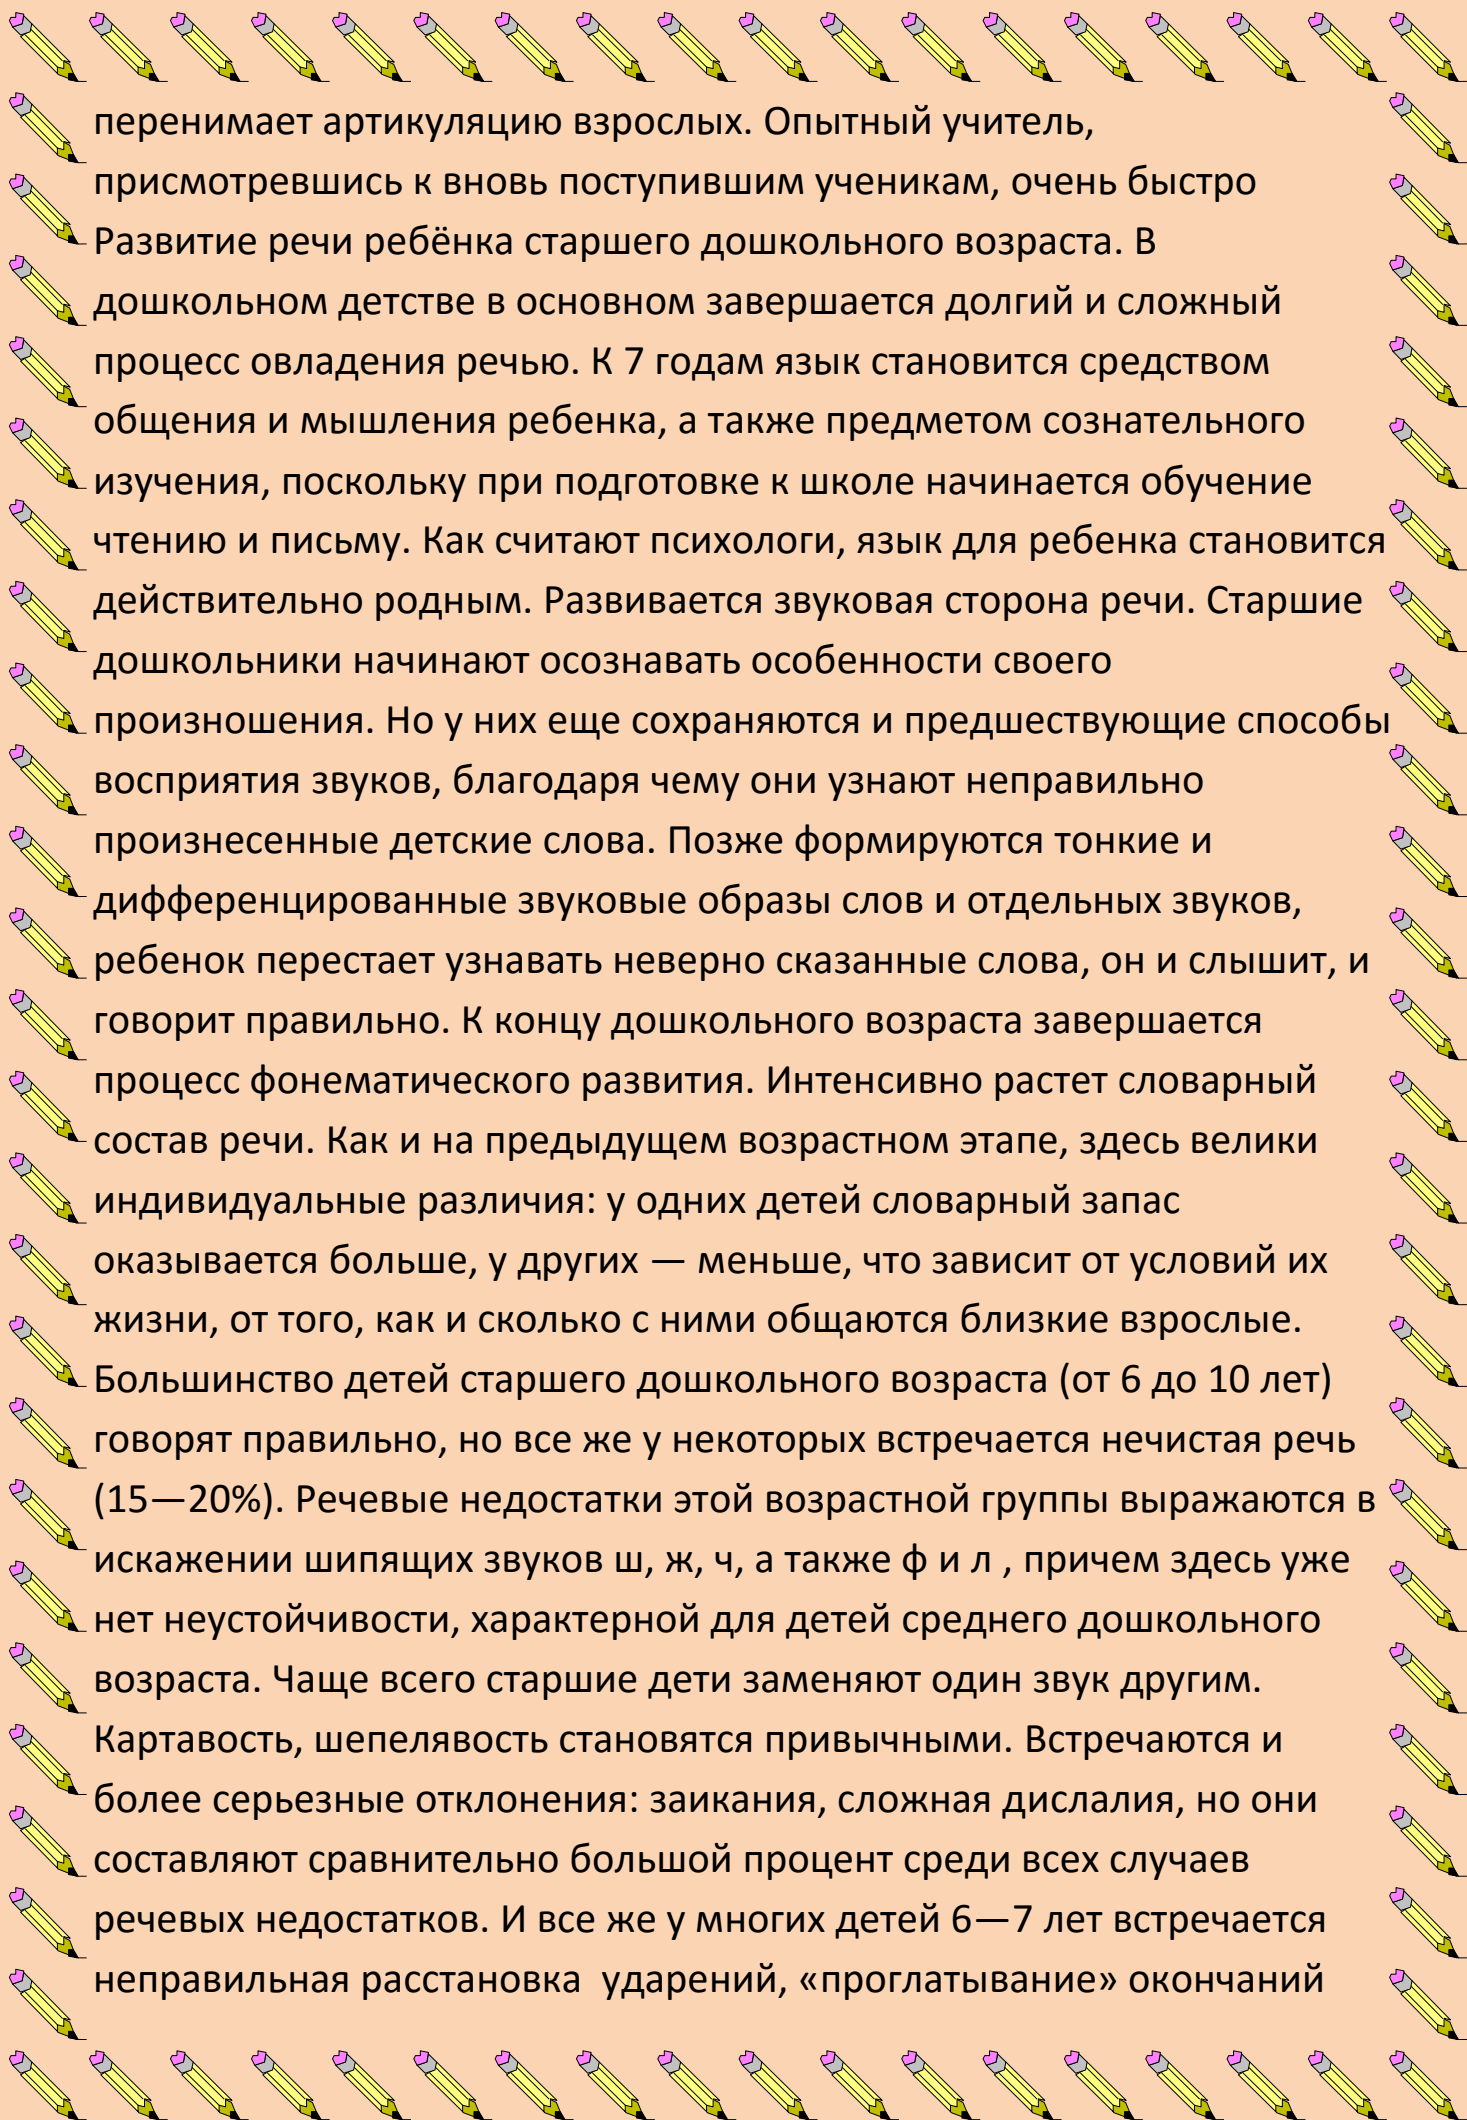 перенимает артикуляцию взрослых. Опытный учитель,
присмотревшись к вновь поступившим ученикам, очень быстро
Развитие речи ребёнка старшего дошкольного возраста. В
дошкольном детстве в основном завершается долгий и сложный
процесс овладения речью. К 7 годам язык становится средством
общения и мышления ребенка, а также предметом сознательного
изучения, поскольку при подготовке к школе начинается обучение
чтению и письму. Как считают психологи, язык для ребенка становится
действительно родным. Развивается звуковая сторона речи. Старшие
дошкольники начинают осознавать особенности своего
произношения. Но у них еще сохраняются и предшествующие способы
восприятия звуков, благодаря чему они узнают неправильно
произнесенные детские слова. Позже формируются тонкие и
дифференцированные звуковые образы слов и отдельных звуков,
ребенок перестает узнавать неверно сказанные слова, он и слышит, и
говорит правильно. К концу дошкольного возраста завершается
процесс фонематического развития. Интенсивно растет словарный
состав речи. Как и на предыдущем возрастном этапе, здесь велики
индивидуальные различия: у одних детей словарный запас
оказывается больше, у других — меньше, что зависит от условий их
жизни, от того, как и сколько с ними общаются близкие взрослые.
Большинство детей старшего дошкольного возраста (от 6 до 10 лет)
говорят правильно, но все же у некоторых встречается нечистая речь
(15—20%). Речевые недостатки этой возрастной группы выражаются в
искажении шипящих звуков ш, ж, ч, а также ф и л , причем здесь уже
нет неустойчивости, характерной для детей среднего дошкольного
возраста. Чаще всего старшие дети заменяют один звук другим.
Картавость, шепелявость становятся привычными. Встречаются и
более серьезные отклонения: заикания, сложная дислалия, но они
составляют сравнительно большой процент среди всех случаев
речевых недостатков. И все же у многих детей 6—7 лет встречается
неправильная расстановка  ударений, «проглатывание» окончаний